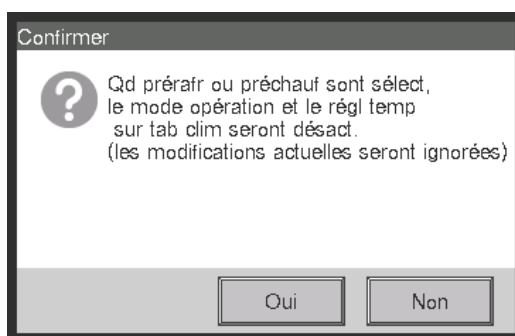 Confirmer
Qd prérafr ou préchauf sont sélect,
le mode opération et le régl temp
sur tab clim seront désact.
(les modifications actuelles seront ignorées)
Oui
Non